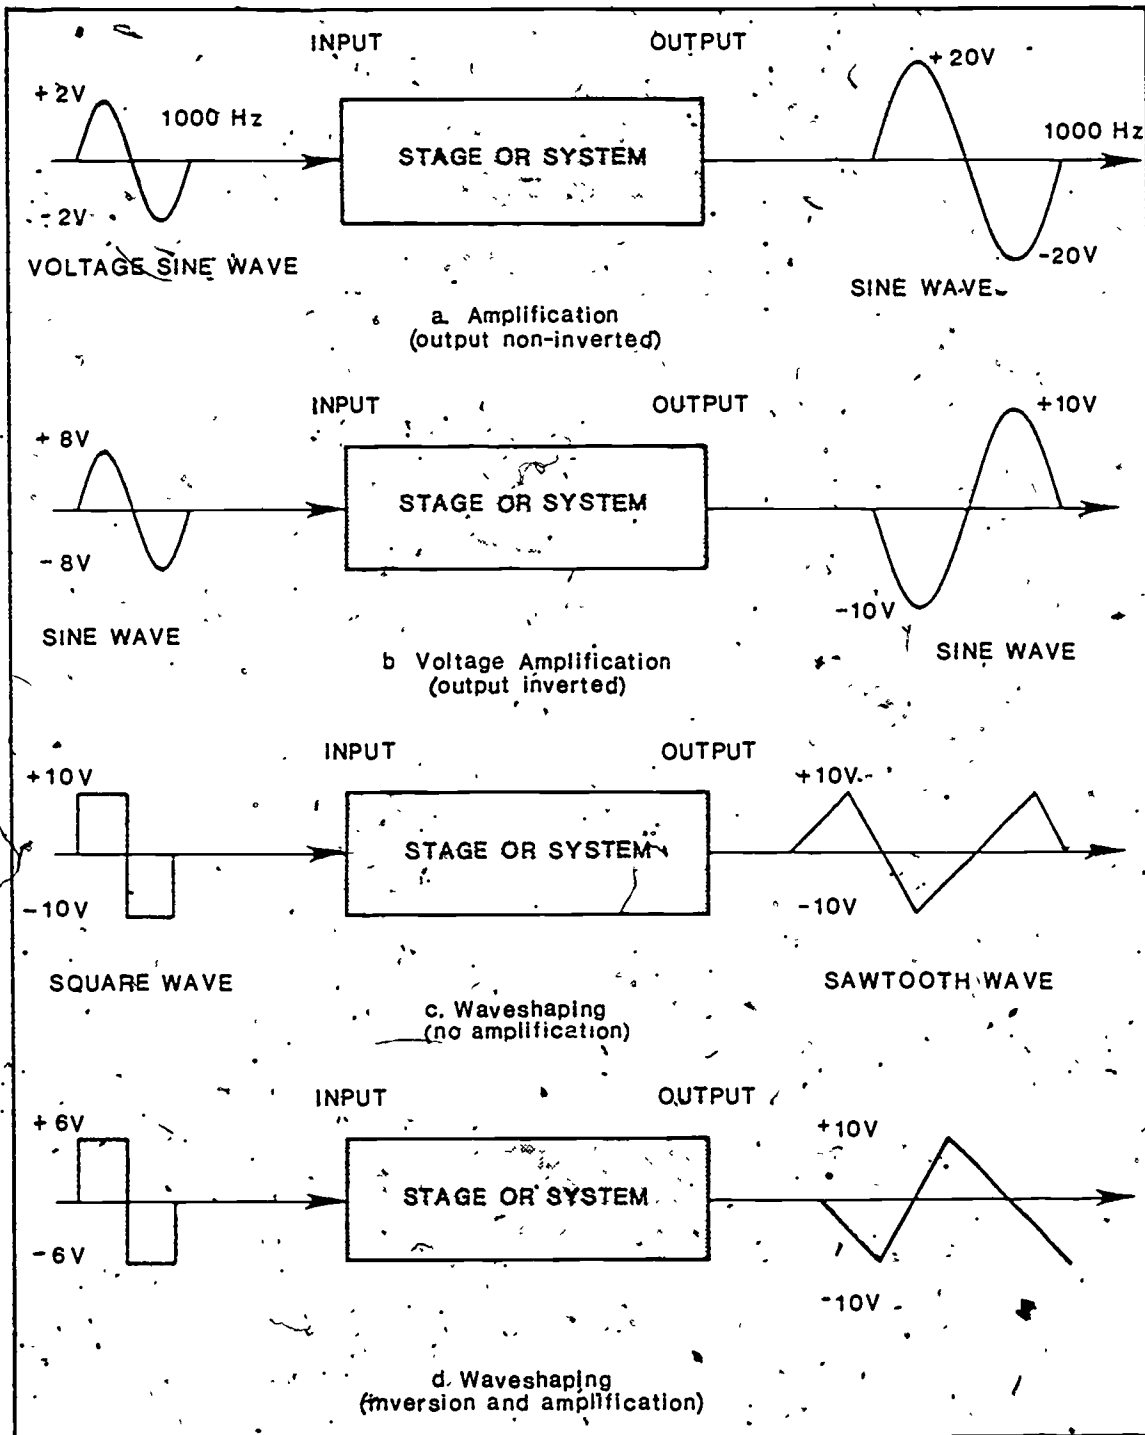 INPUT OUTPUT
+2V 1000 Hz +20V
1000 Hz
STAGE OR SYSTEM
-2V
-20V
VOLTAGE SINE WAVE
SINE WAVE
a. Amplification
(output non-inverted)
INPUT OUTPUT
+8V +10V
STAGE OR SYSTEM
-8V
-10V
SINE WAVE SINE WAVE
b Voltage Amplification
(output inverted)
INPUT OUTPUT
+10V +10V
STAGE OR SYSTEM
-10V -10V
SQUARE WAVE SAWTOOTH WAVE
c. Waveshaping
(no amplification)
INPUT OUTPUT
+6V +10V
STAGE OR SYSTEM
-6V
-10V
d. Waveshaping
(inversion and amplification)